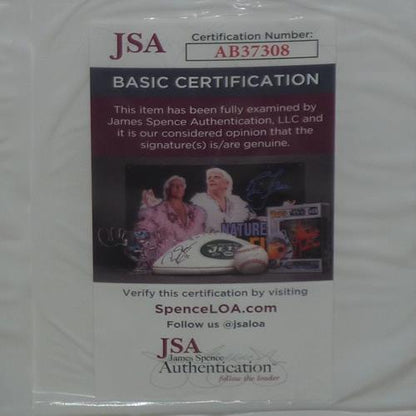 JSA
Certification Number:
AB37308
BASIC CERTIFICATION
This item has been fully examined by
James Spence Authentication, LLC and
it is our considered opinion that the
signature(s) is/are genuine.
NATURE
JETS
Verify this certification by visiting
SpenceLOA.com
Follow us @jsaloa
JSA
James Spence
Authentication
follow the leader